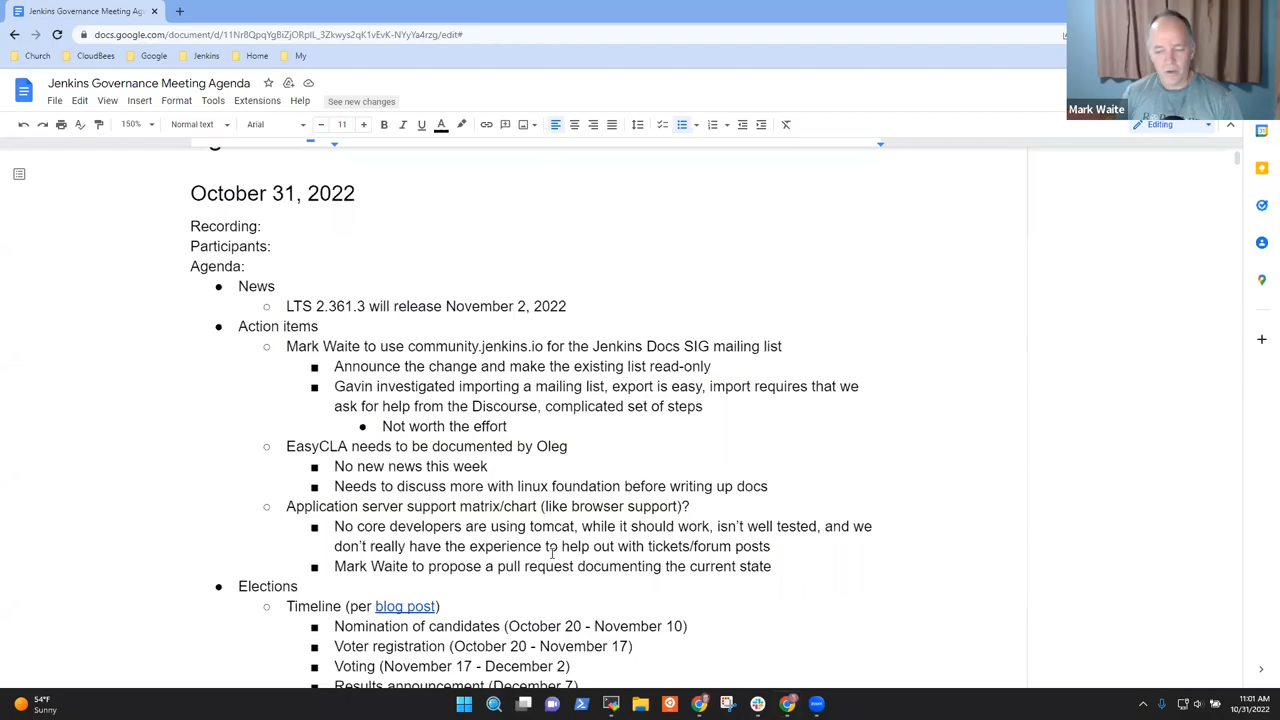 Jenkins Governance Meeting Ag
docs.google.com/document/d/11Nr8QpqYgBiZjORpIL_3Zkwys2qK1vEvK-NYyYa4rzg/edit#
Church CloudBees Google Jenkins Home My
Jenkins Governance Meeting Agenda
File Edit View Insert Format Tools Extensions Help See new changes
150% Normal text Arial 11 Editing
Mark Waite
October 31, 2022
Recording:
Participants:
Agenda:
News
LTS 2.361.3 will release November 2, 2022
Action items
Mark Waite to use community.jenkins.io for the Jenkins Docs SIG mailing list
Announce the change and make the existing list read-only
Gavin investigated importing a mailing list, export is easy, import requires that we
ask for help from the Discourse, complicated set of steps
Not worth the effort
EasyCLA needs to be documented by Oleg
No new news this week
Needs to discuss more with linux foundation before writing up docs
Application server support matrix/chart (like browser support)?
No core developers are using tomcat, while it should work, isn't well tested, and we
don't really have the experience to help out with tickets/forum posts
Mark Waite to propose a pull request documenting the current state
Elections
Timeline (per blog post)
Nomination of candidates (October 20 - November 10)
Voter registration (October 20 - November 17)
Voting (November 17 - December 2)
Results announcement (December 7)
54°F
Sunny
11:01 AM
10/31/2022